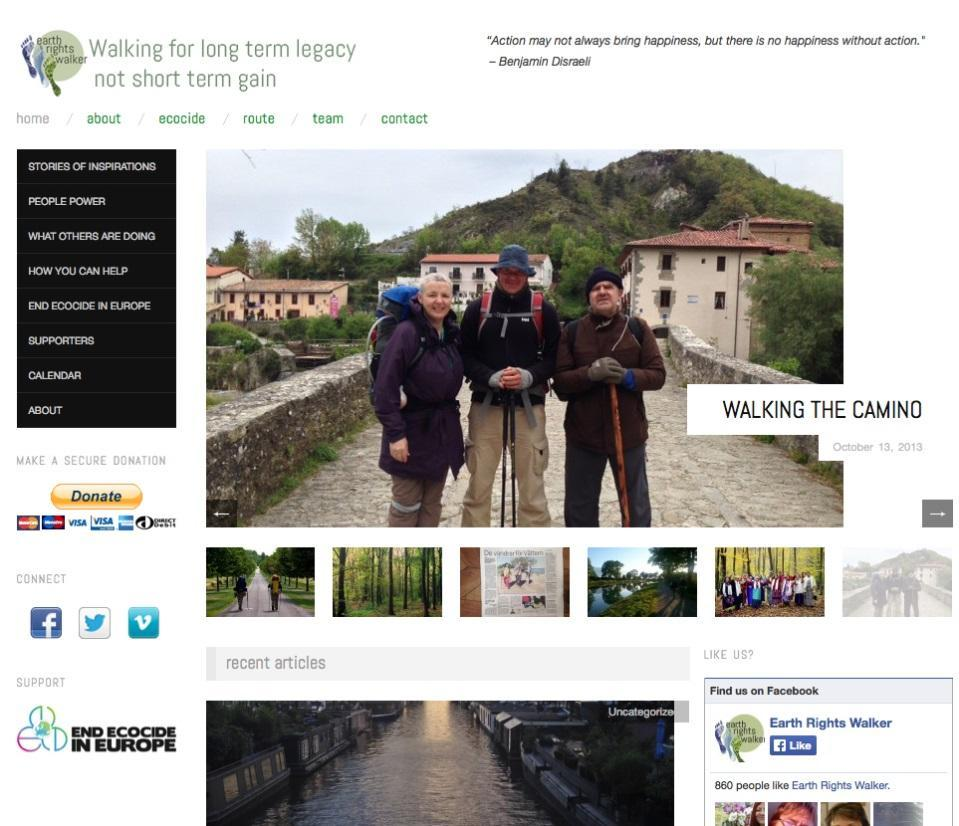 earth
rights
walker
Walking for long term legacy
not short term gain
"Action may not always bring happiness, but there is no happiness without action."
– Benjamin Disraeli
home / about / ecocide / route / team / contact
STORIES OF INSPIRATIONS
PEOPLE POWER
WHAT OTHERS ARE DOING
HOW YOU CAN HELP
END ECOCIDE IN EUROPE
SUPPORTERS
CALENDAR
ABOUT
WALKING THE CAMINO
October 13, 2013
MAKE A SECURE DONATION
Donate
VISA VISA DIRECT Debit
CONNECT
SUPPORT
END ECOCIDE
IN EUROPE
De vandrar för Vättern
recent articles
Uncategorize
LIKE US?
Find us on Facebook
earth
rights
walker
Earth Rights Walker
Like
860 people like Earth Rights Walker.